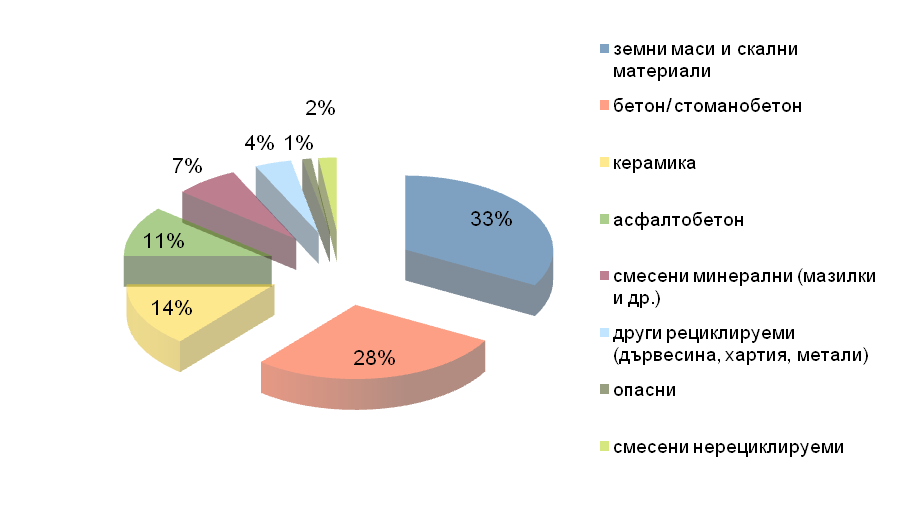 2%
4%
1%
7%
33%
11%
14%
28%
земни маси и скални
материали
бетон/стоманобетон
керамика
асфалтобетон
смесени минерални (мазилки
и др.)
други рециклируеми
(дървесина, хартия, метали)
опасни
смесени нерециклируеми